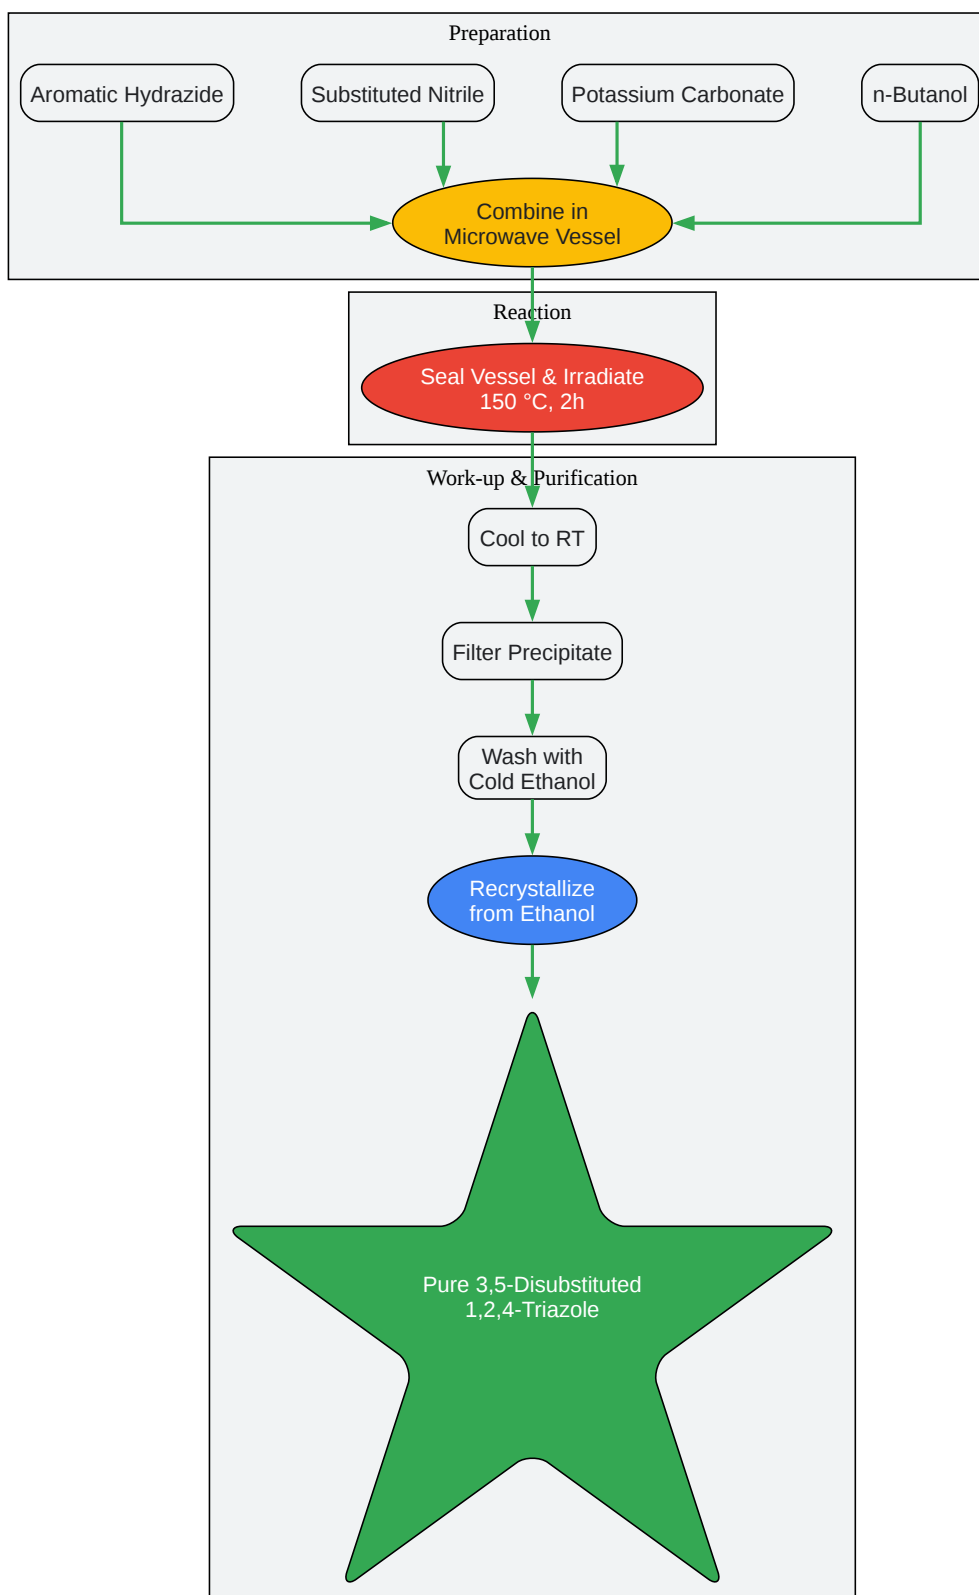 Preparation
Aromatic Hydrazide
Substituted Nitrile
Potassium Carbonate
n-Butanol
Combine in
Microwave Vessel
Reaction
Seal Vessel & Irradiate
150 °C, 2h
Work-up & Purification
Cool to RT
Filter Precipitate
Wash with
Cold Ethanol
Recrystallize
from Ethanol
Pure 3,5-Disubstituted
1,2,4-Triazole